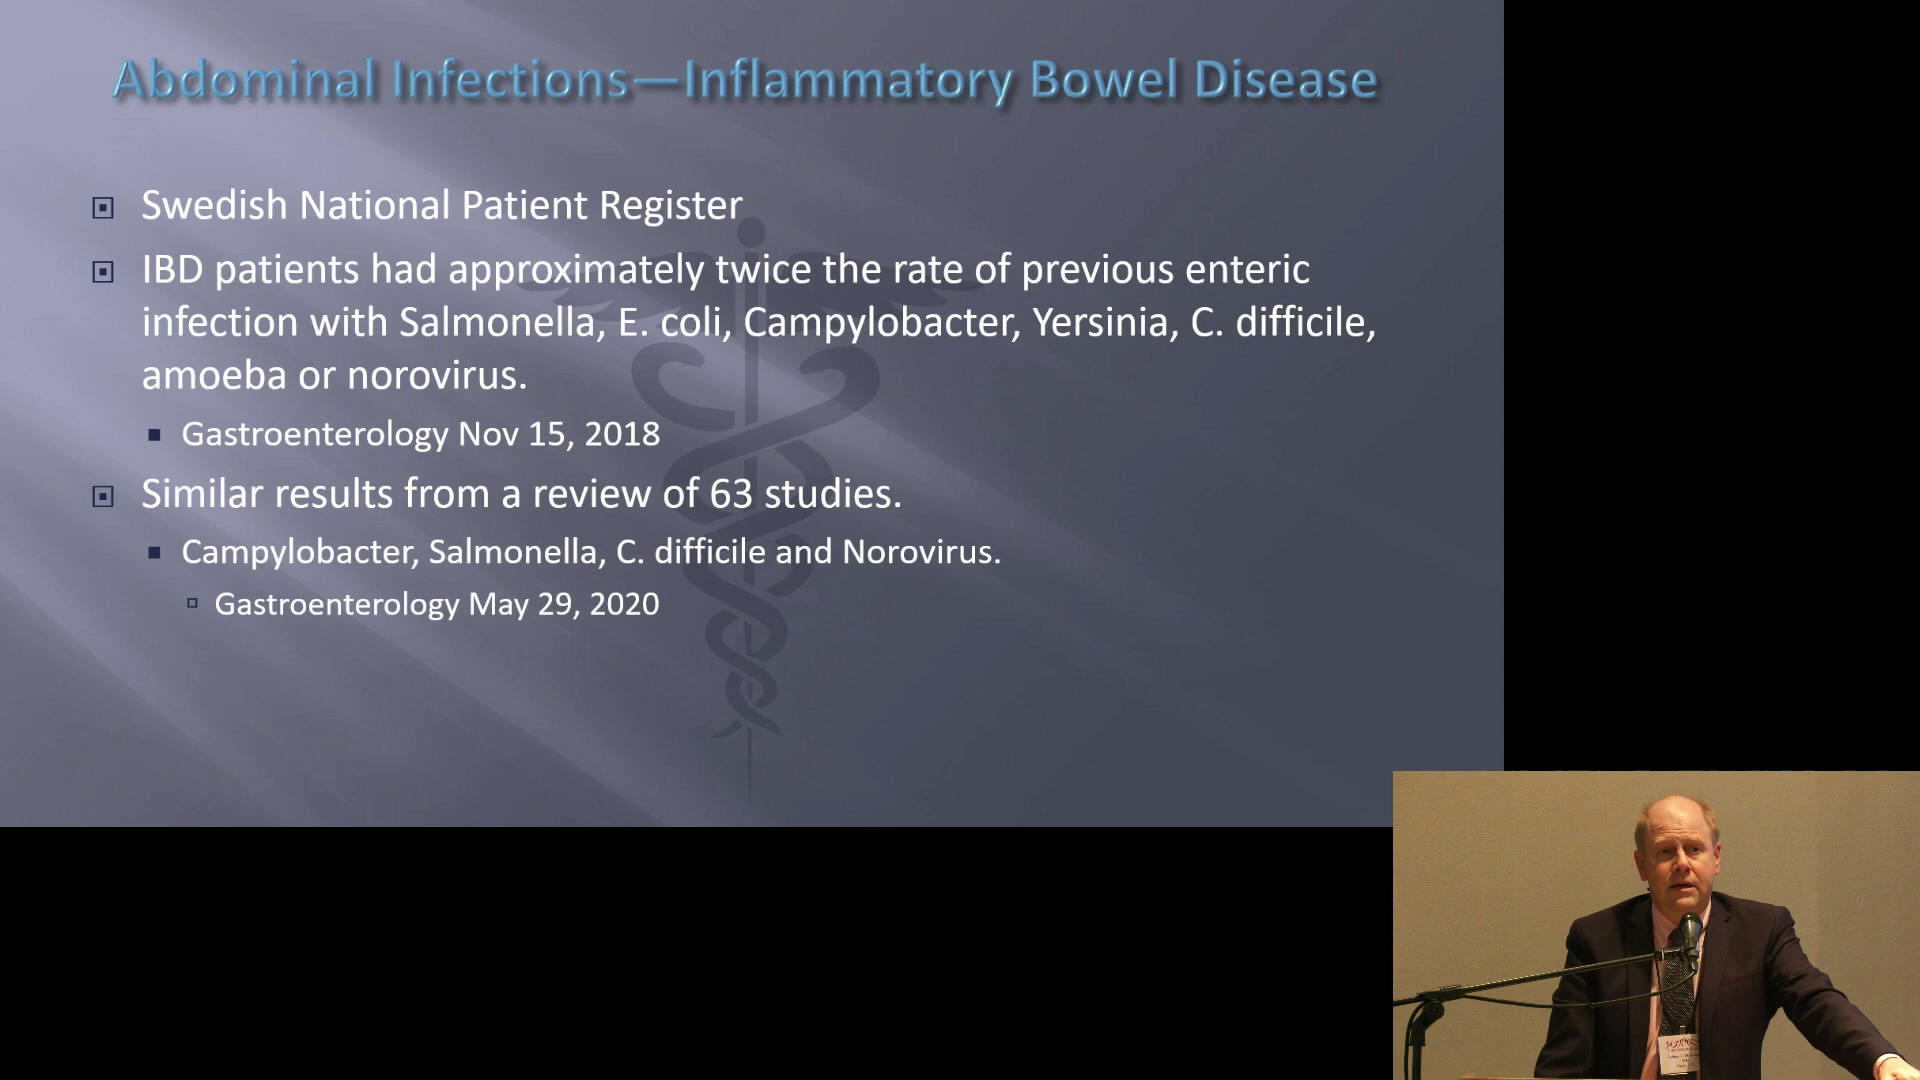 Abdominal Infections—Inflammatory Bowel Disease
Swedish National Patient Register
IBD patients had approximately twice the rate of previous enteric
infection with Salmonella, E. coli, Campylobacter, Yersinia, C. difficile,
amoeba or norovirus.
Gastroenterology Nov 15, 2018
Similar results from a review of 63 studies.
Campylobacter, Salmonella, C. difficile and Norovirus.
Gastroenterology May 29, 2020